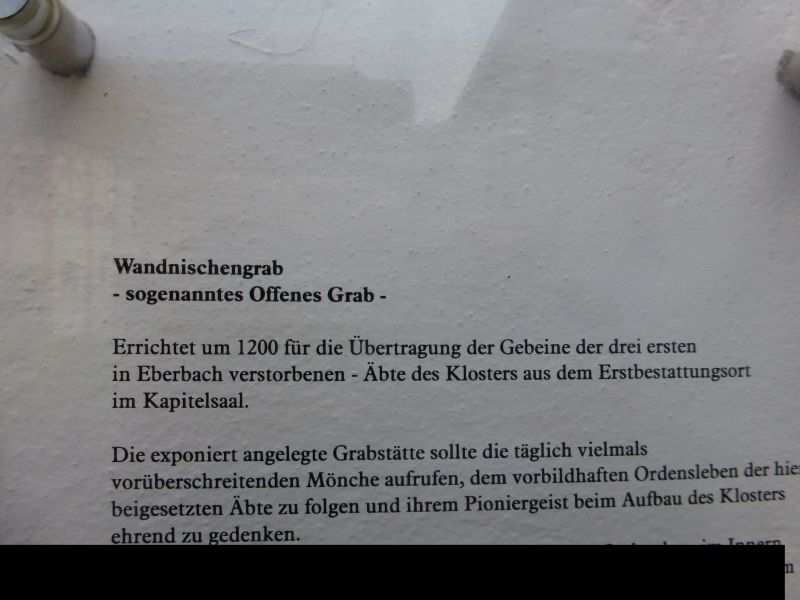 Wandnischengrab
- sogenanntes Offenes Grab -
Errichtet um 1200 für die Übertragung der Gebeine der drei ersten
in Eberbach verstorbenen - Äbte des Klosters aus dem Erstbestattungsort
im Kapitelsaal.
Die exponiert angelegte Grabstätte sollte die täglich vielmals
vorüberschreitenden Mönche aufrufen, dem vorbildhaften Ordensleben der
beigesetzten Äbte zu folgen und ihrem Pioniergeist beim Aufbau des Klosters
ehrend zu gedenken.
im Innern